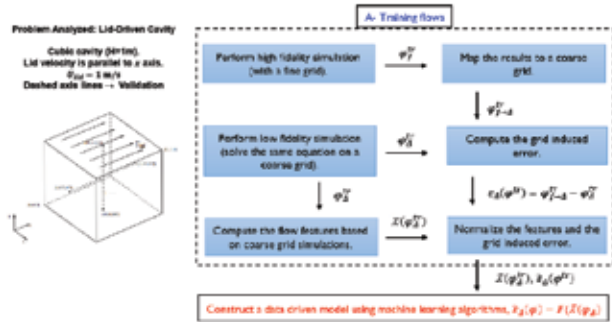 Problem Analyzed: Lid-Driven Cavity
Cubic cavity (H=1m).
Lid velocity is parallel to x axis.
Dashed axis lines → Validation
A- Training flows
Perform high fidelity simulation
(with a fine grid).
Map the results to a coarse
grid.
Perform low fidelity simulation
(solve the same equation on a
coarse grid).
Compute the grid induced
error.
Compute the flow features based
on coarse grid simulations.
Normalize the features and the
grid induced error.
Construct a data driven model using machine learning algorithms,